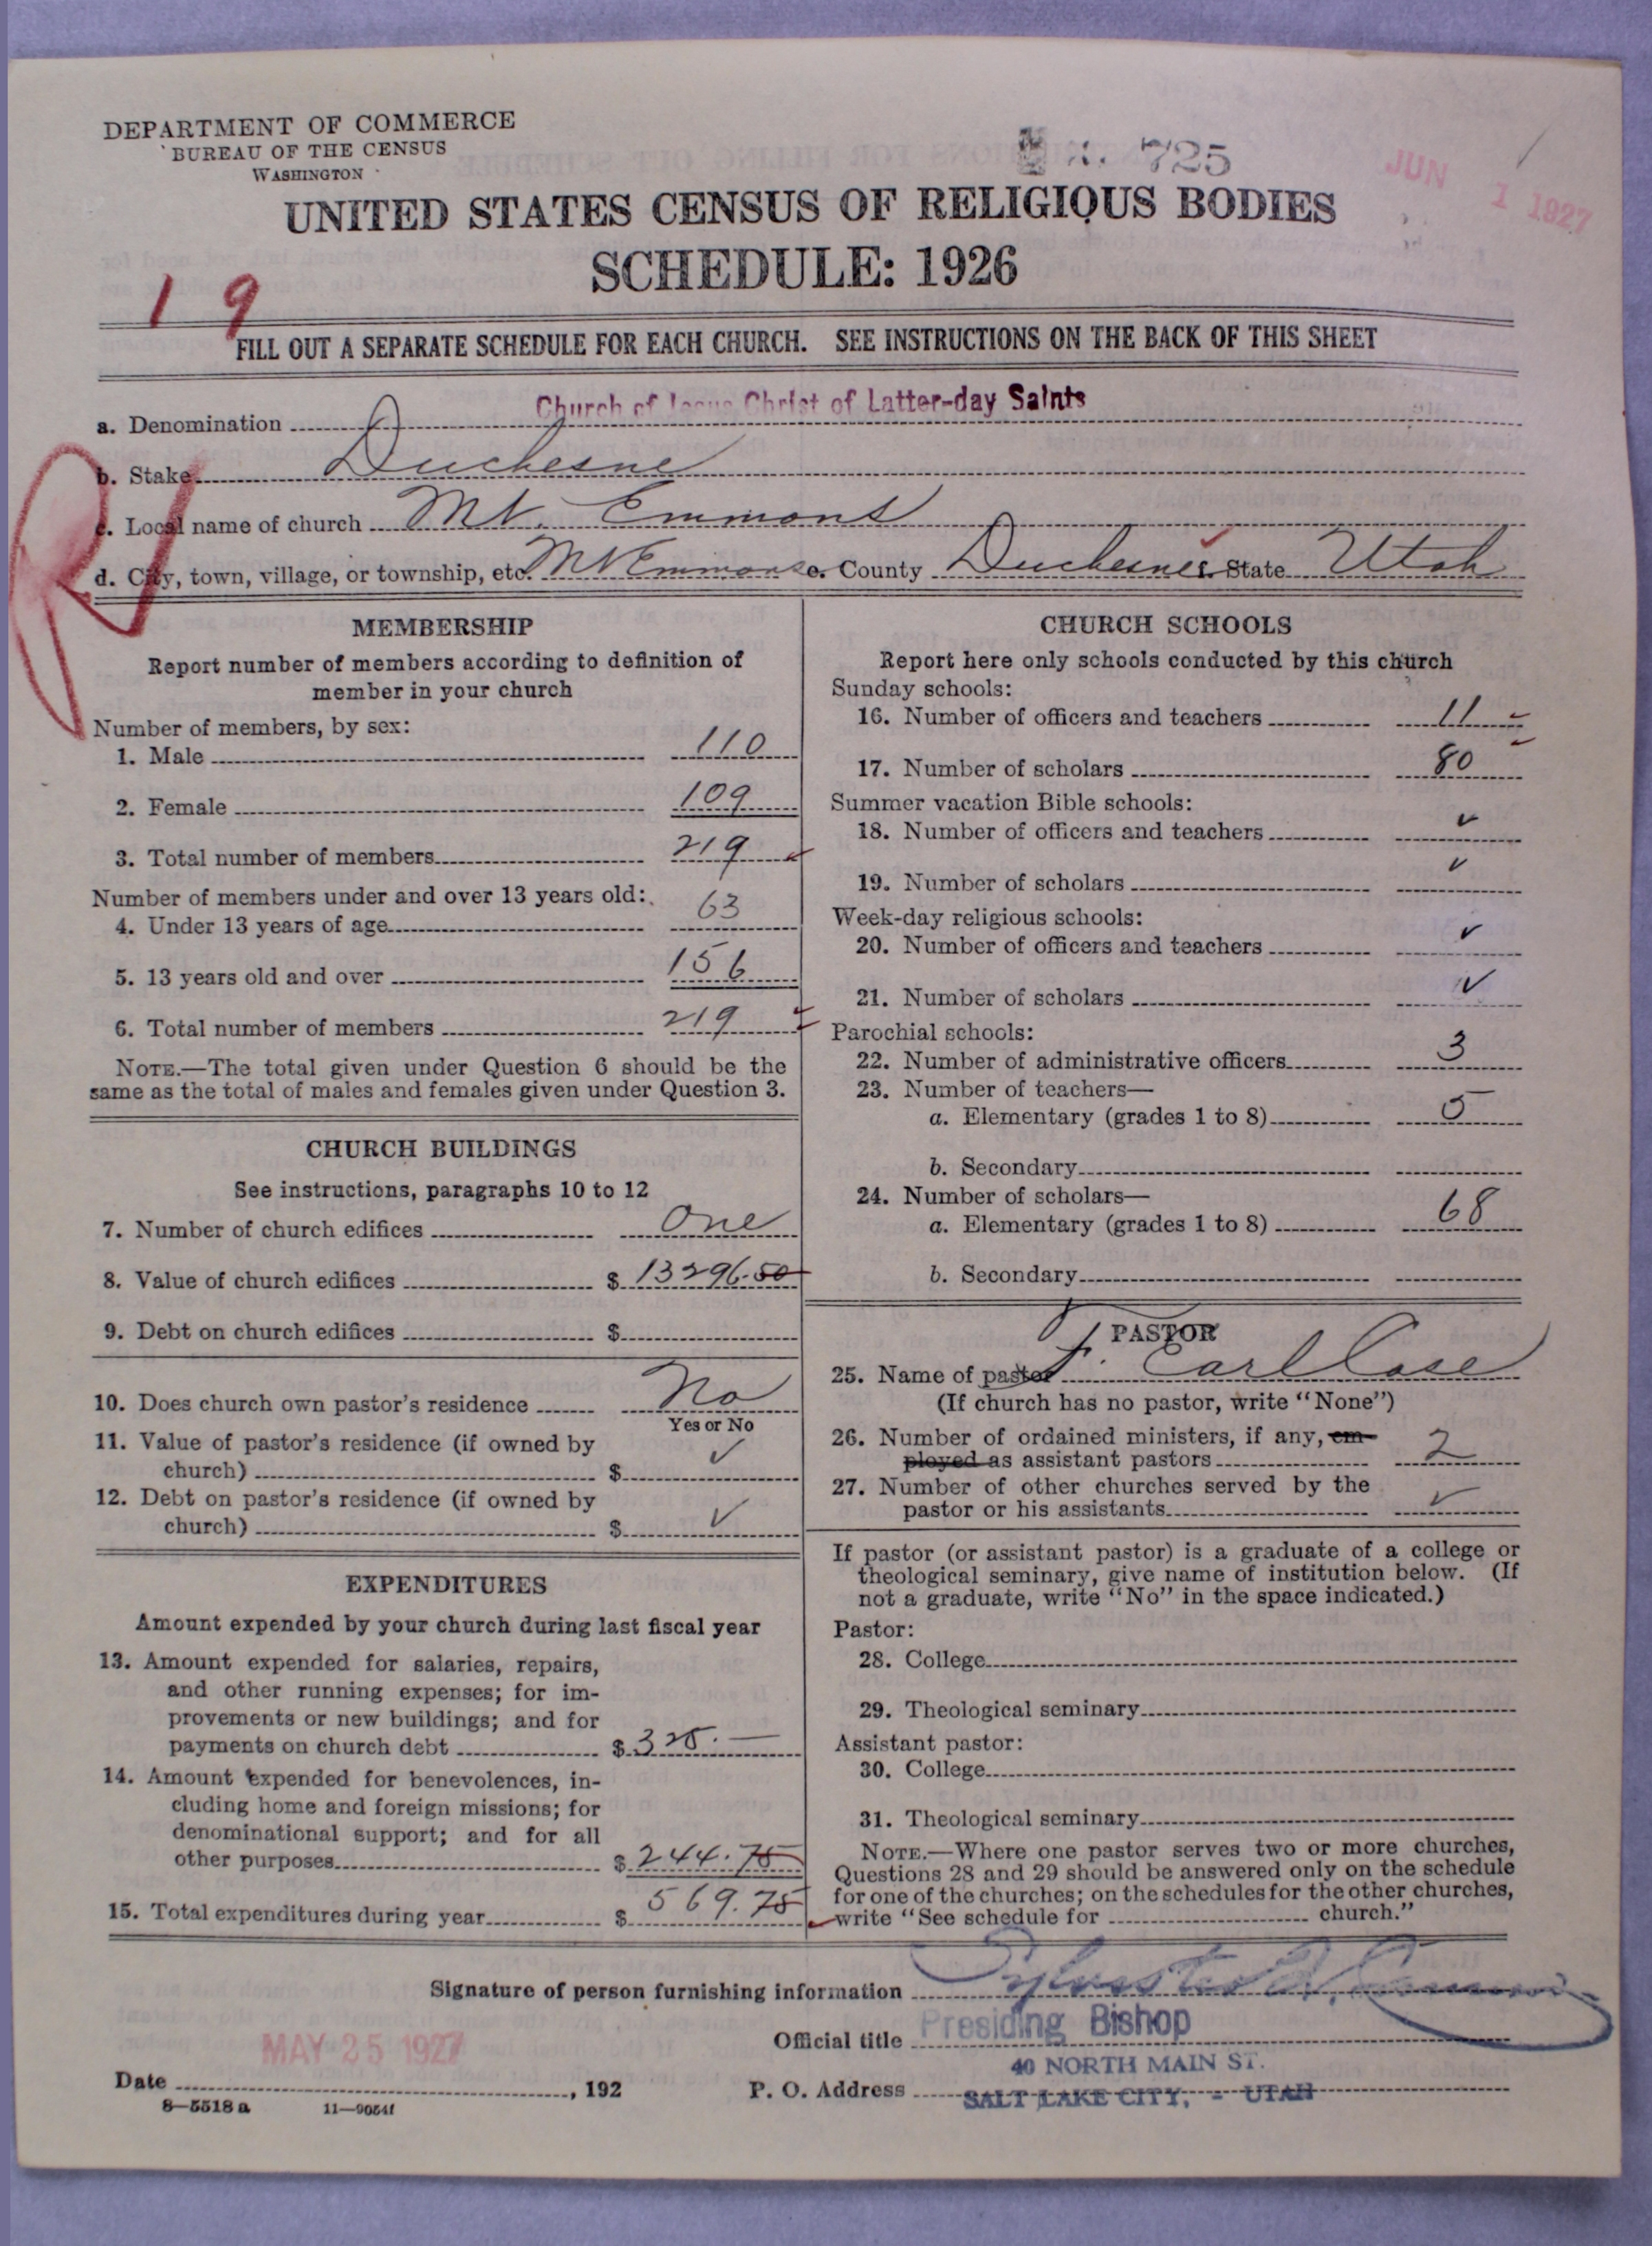 DEPARTMENT OF COMMERCE
BUREAU OF THE CENSUS
WASHINGTON
725
JUN 1 1927
UNITED STATES CENSUS OF RELIGIOUS BODIES
SCHEDULE: 1926
19
FILL OUT A SEPARATE SCHEDULE FOR EACH CHURCH. SEE INSTRUCTIONS ON THE BACK OF THIS SHEET
a. Denomination Church of Jesus Christ of Latter-day Saints
b. Stake Duchesne
c. Local name of church Mt. Emmons
d. City, town, village, or township, etc. Mt Emmons e. County Duchesne f. State Utah
MEMBERSHIP
Report number of members according to definition of
member in your church
Number of members, by sex:
1. Male 110
2. Female 109
3. Total number of members 219
Number of members under and over 13 years old:
4. Under 13 years of age 63
5. 13 years old and over 156
6. Total number of members 219
NOTE.—The total given under Question 6 should be the
same as the total of males and females given under Question 3.
CHURCH BUILDINGS
See instructions, paragraphs 10 to 12
7. Number of church edifices One
8. Value of church edifices $ 13296.50
9. Debt on church edifices $
10. Does church own pastor's residence No
Yes or No
11. Value of pastor's residence (if owned by
church) $ ✓
12. Debt on pastor's residence (if owned by
church) $ ✓
EXPENDITURES
Amount expended by your church during last fiscal year
13. Amount expended for salaries, repairs,
and other running expenses; for im-
provements or new buildings; and for
payments on church debt $ 325.—
14. Amount expended for benevolences, in-
cluding home and foreign missions; for
denominational support; and for all
other purposes $ 244.75
15. Total expenditures during year $ 569.75
CHURCH SCHOOLS
Report here only schools conducted by this church
Sunday schools:
16. Number of officers and teachers 11
17. Number of scholars 80
Summer vacation Bible schools:
18. Number of officers and teachers ✓
19. Number of scholars ✓
Week-day religious schools:
20. Number of officers and teachers ✓
21. Number of scholars ✓
Parochial schools:
22. Number of administrative officers 3
23. Number of teachers—
a. Elementary (grades 1 to 8) 5
b. Secondary
24. Number of scholars—
a. Elementary (grades 1 to 8) 68
b. Secondary
PASTOR
25. Name of pastor F. Earl Case
(If church has no pastor, write "None")
26. Number of ordained ministers, if any, em-
ployed as assistant pastors 2
27. Number of other churches served by the
pastor or his assistants ✓
If pastor (or assistant pastor) is a graduate of a college or
theological seminary, give name of institution below. (If
not a graduate, write "No" in the space indicated.)
Pastor:
28. College
29. Theological seminary
Assistant pastor:
30. College
31. Theological seminary
NOTE.—Where one pastor serves two or more churches,
Questions 28 and 29 should be answered only on the schedule
for one of the churches; on the schedules for the other churches,
write "See schedule for church."
Signature of person furnishing information Sylvester Q. Cannon
Official title Presiding Bishop
MAY 25 1927
40 NORTH MAIN ST.
Date , 192 P. O. Address SALT LAKE CITY, - UTAH
8—5518 a 11—9054f